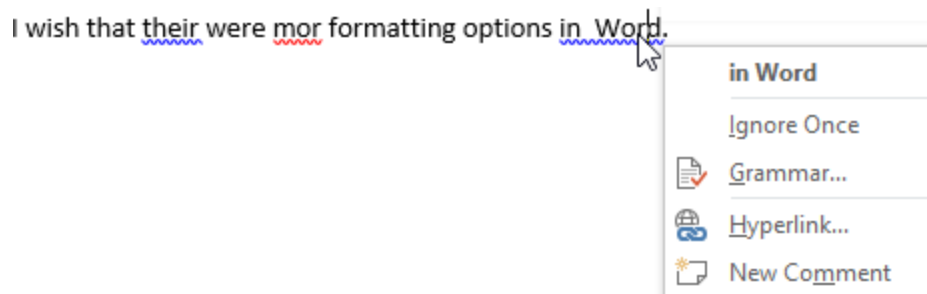 I wish that their were mor formatting options in  Word.
in Word
Ignore Once
Grammar...
Hyperlink...
New Comment